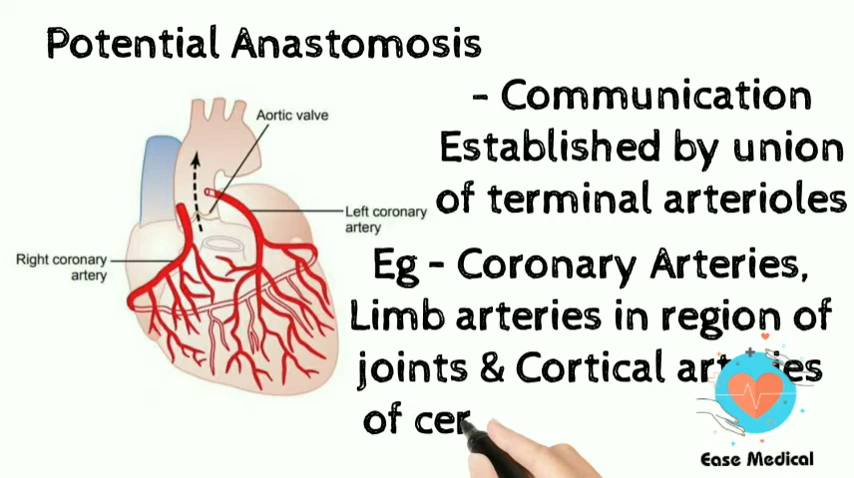 Potential Anastomosis
- Communication
Established by union
of terminal arterioles
Eg - Coronary Arteries,
Limb arteries in region of
joints & Cortical
of
Aortic valve
Left coronary
artery
Right coronary
artery
Ease Medical